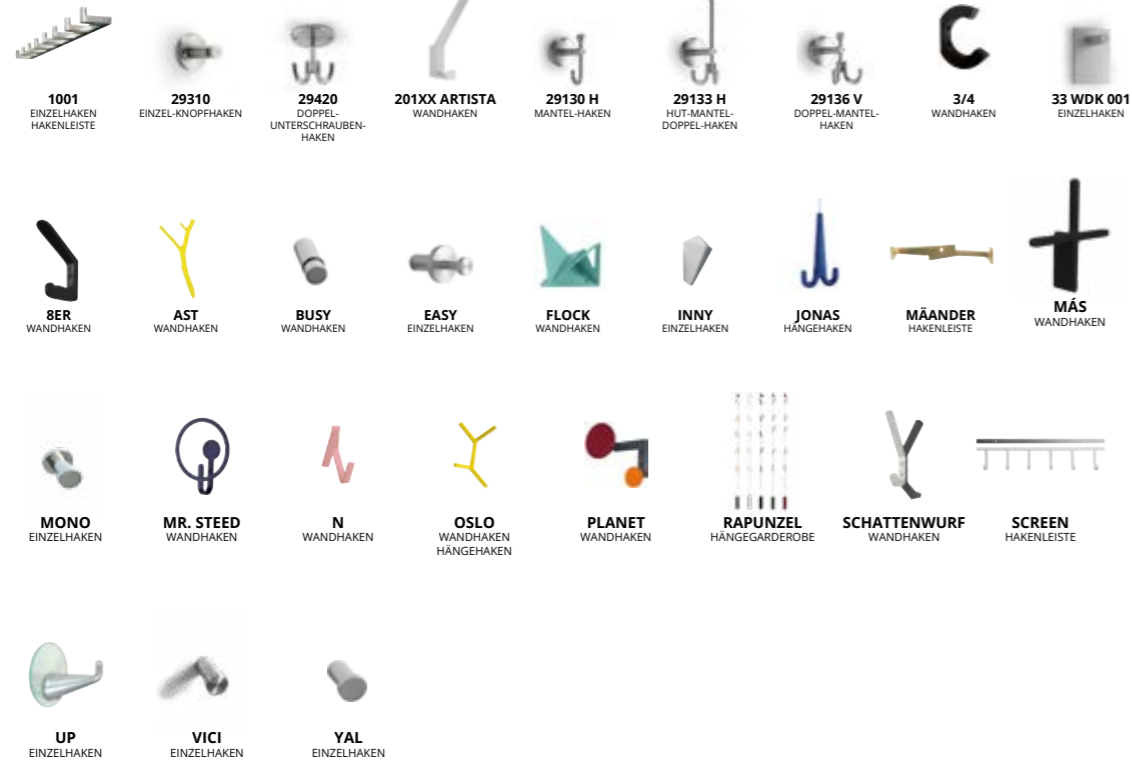 1001
EINZELHAKEN
HAKENLEISTE
29310
EINZEL-KNOPFHAKEN
29420
DOPPEL-
UNTERSCHRAUBEN-
HAKEN
201XX ARTISTA
WANDHAKEN
29130 H
MANTEL-HAKEN
29133 H
HUT-MANTEL-
DOPPEL-HAKEN
29136 V
DOPPEL-MANTEL-
HAKEN
3/4
WANDHAKEN
33 WDK 001
EINZELHAKEN
8ER
WANDHAKEN
AST
WANDHAKEN
BUSY
WANDHAKEN
EASY
EINZELHAKEN
FLOCK
WANDHAKEN
INNY
EINZELHAKEN
JONAS
HÄNGEHAKEN
MÄANDER
HAKENLEISTE
MÁS
WANDHAKEN
MONO
EINZELHAKEN
MR. STEED
WANDHAKEN
N
WANDHAKEN
OSLO
WANDHAKEN
HÄNGEHAKEN
PLANET
WANDHAKEN
RAPUNZEL
HÄNGEGARDEROBE
SCHATTENWURF
WANDHAKEN
SCREEN
HAKENLEISTE
UP
EINZELHAKEN
VICI
EINZELHAKEN
YAL
EINZELHAKEN